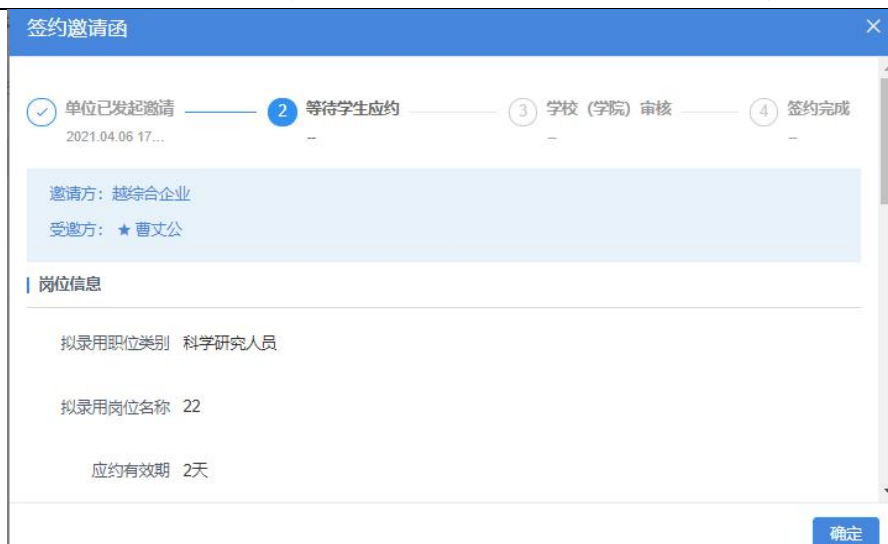 签约邀请函
单位已发起邀请
2021.04.06 17...
2 等待学生应约
--
3 学校（学院）审核
--
4 签约完成
--
邀请方：越综合企业
受邀方：★曹丈公
岗位信息
拟录用职位类别 科学研究人员
拟录用岗位名称 22
应约有效期 2天
确定